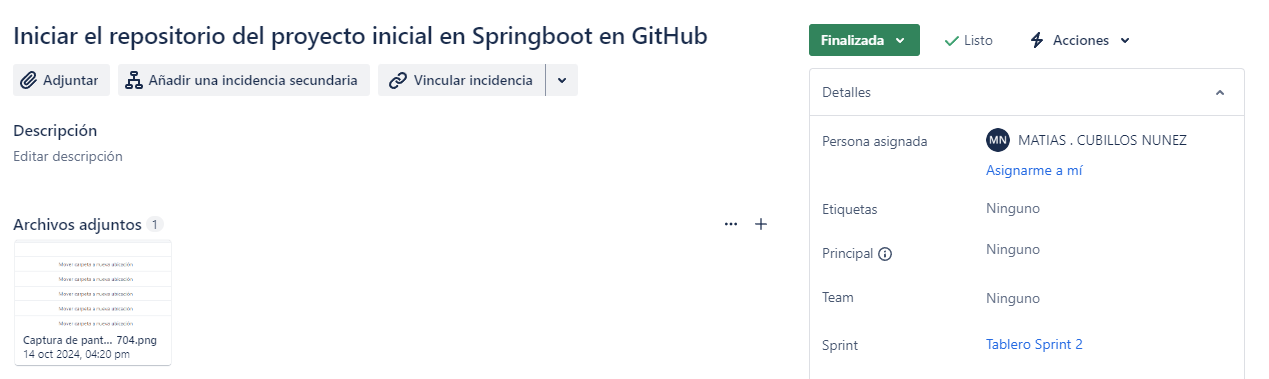 Iniciar el repositorio del proyecto inicial en Springboot en GitHub
Adjuntar
Añadir una incidencia secundaria
Vincular incidencia
Descripción
Editar descripción
Archivos adjuntos 1
Mover carpeta a nueva ubicación
Mover carpeta a nueva ubicación
Mover carpeta a nueva ubicación
Mover carpeta a nueva ubicación
Mover carpeta a nueva ubicación
Captura de pant... 704.png
14 oct 2024, 04:20 pm
Finalizada
Listo
Acciones
Detalles
Persona asignada
MN MATIAS . CUBILLOS NUNEZ
Asignarme a mí
Etiquetas
Ninguno
Principal
Ninguno
Team
Ninguno
Sprint
Tablero Sprint 2